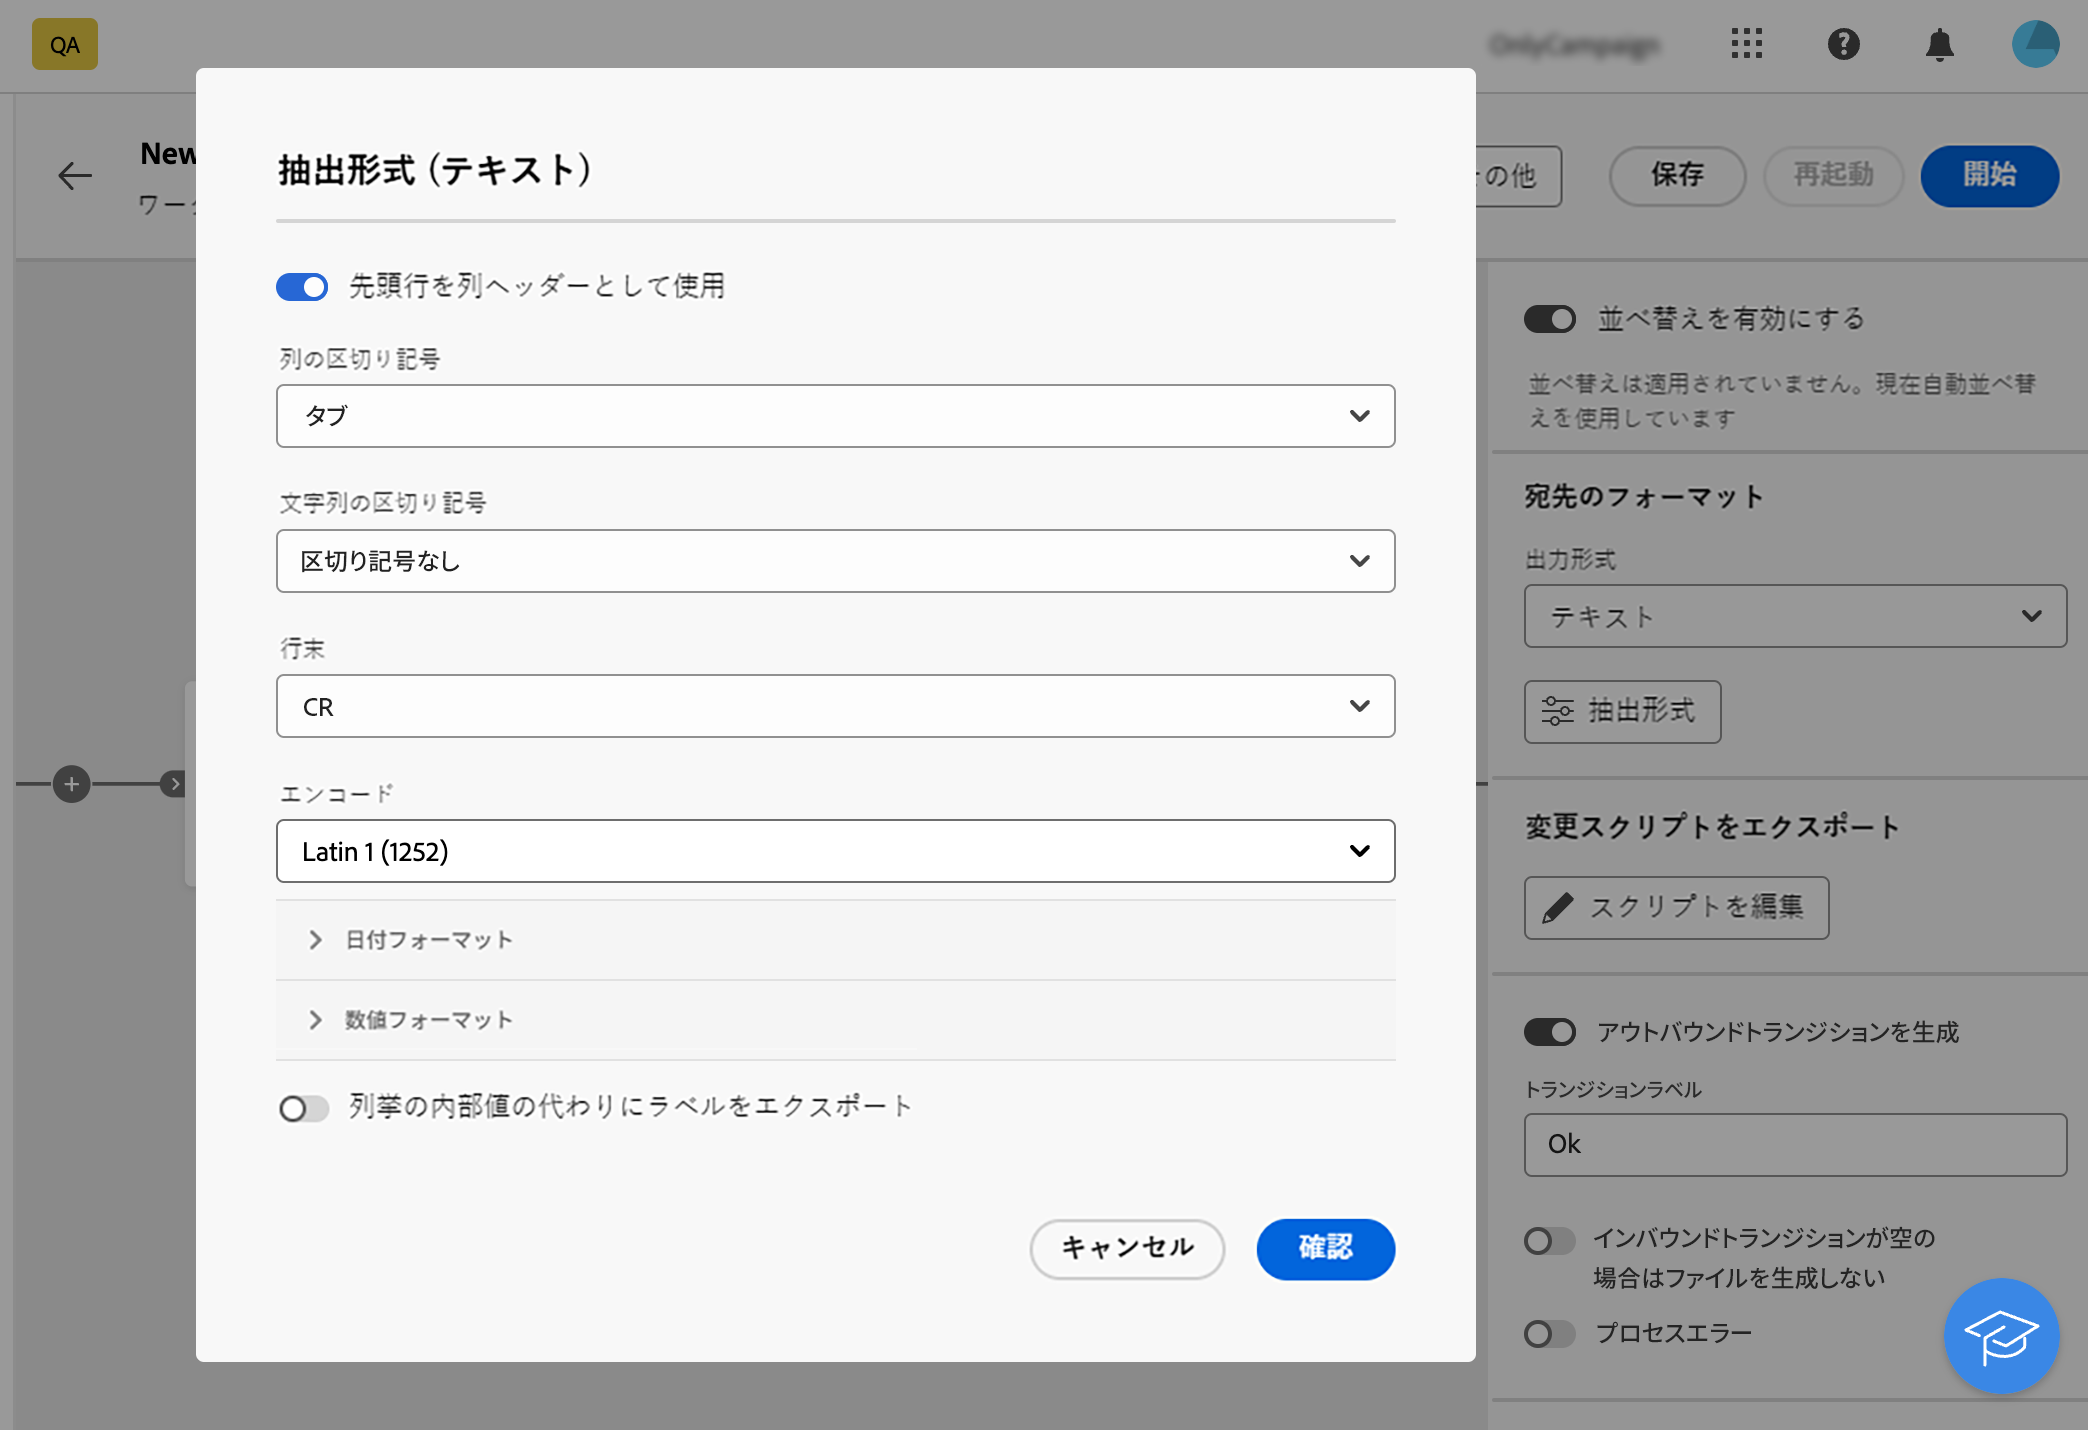 QA
New
ワー
の他
保存
再起動
開始
抽出形式 (テキスト)
先頭行を列ヘッダーとして使用
列の区切り記号
タブ
文字列の区切り記号
区切り記号なし
行末
CR
エンコード
Latin 1 (1252)
日付フォーマット
数値フォーマット
列挙の内部値の代わりにラベルをエクスポート
キャンセル
確認
並べ替えを有効にする
並べ替えは適用されていません。現在自動並べ替
えを使用しています
宛先のフォーマット
出力形式
テキスト
抽出形式
変更スクリプトをエクスポート
スクリプトを編集
アウトバウンドトランジションを生成
トランジションラベル
Ok
インバウンドトランジションが空の
場合はファイルを生成しない
プロセスエラー